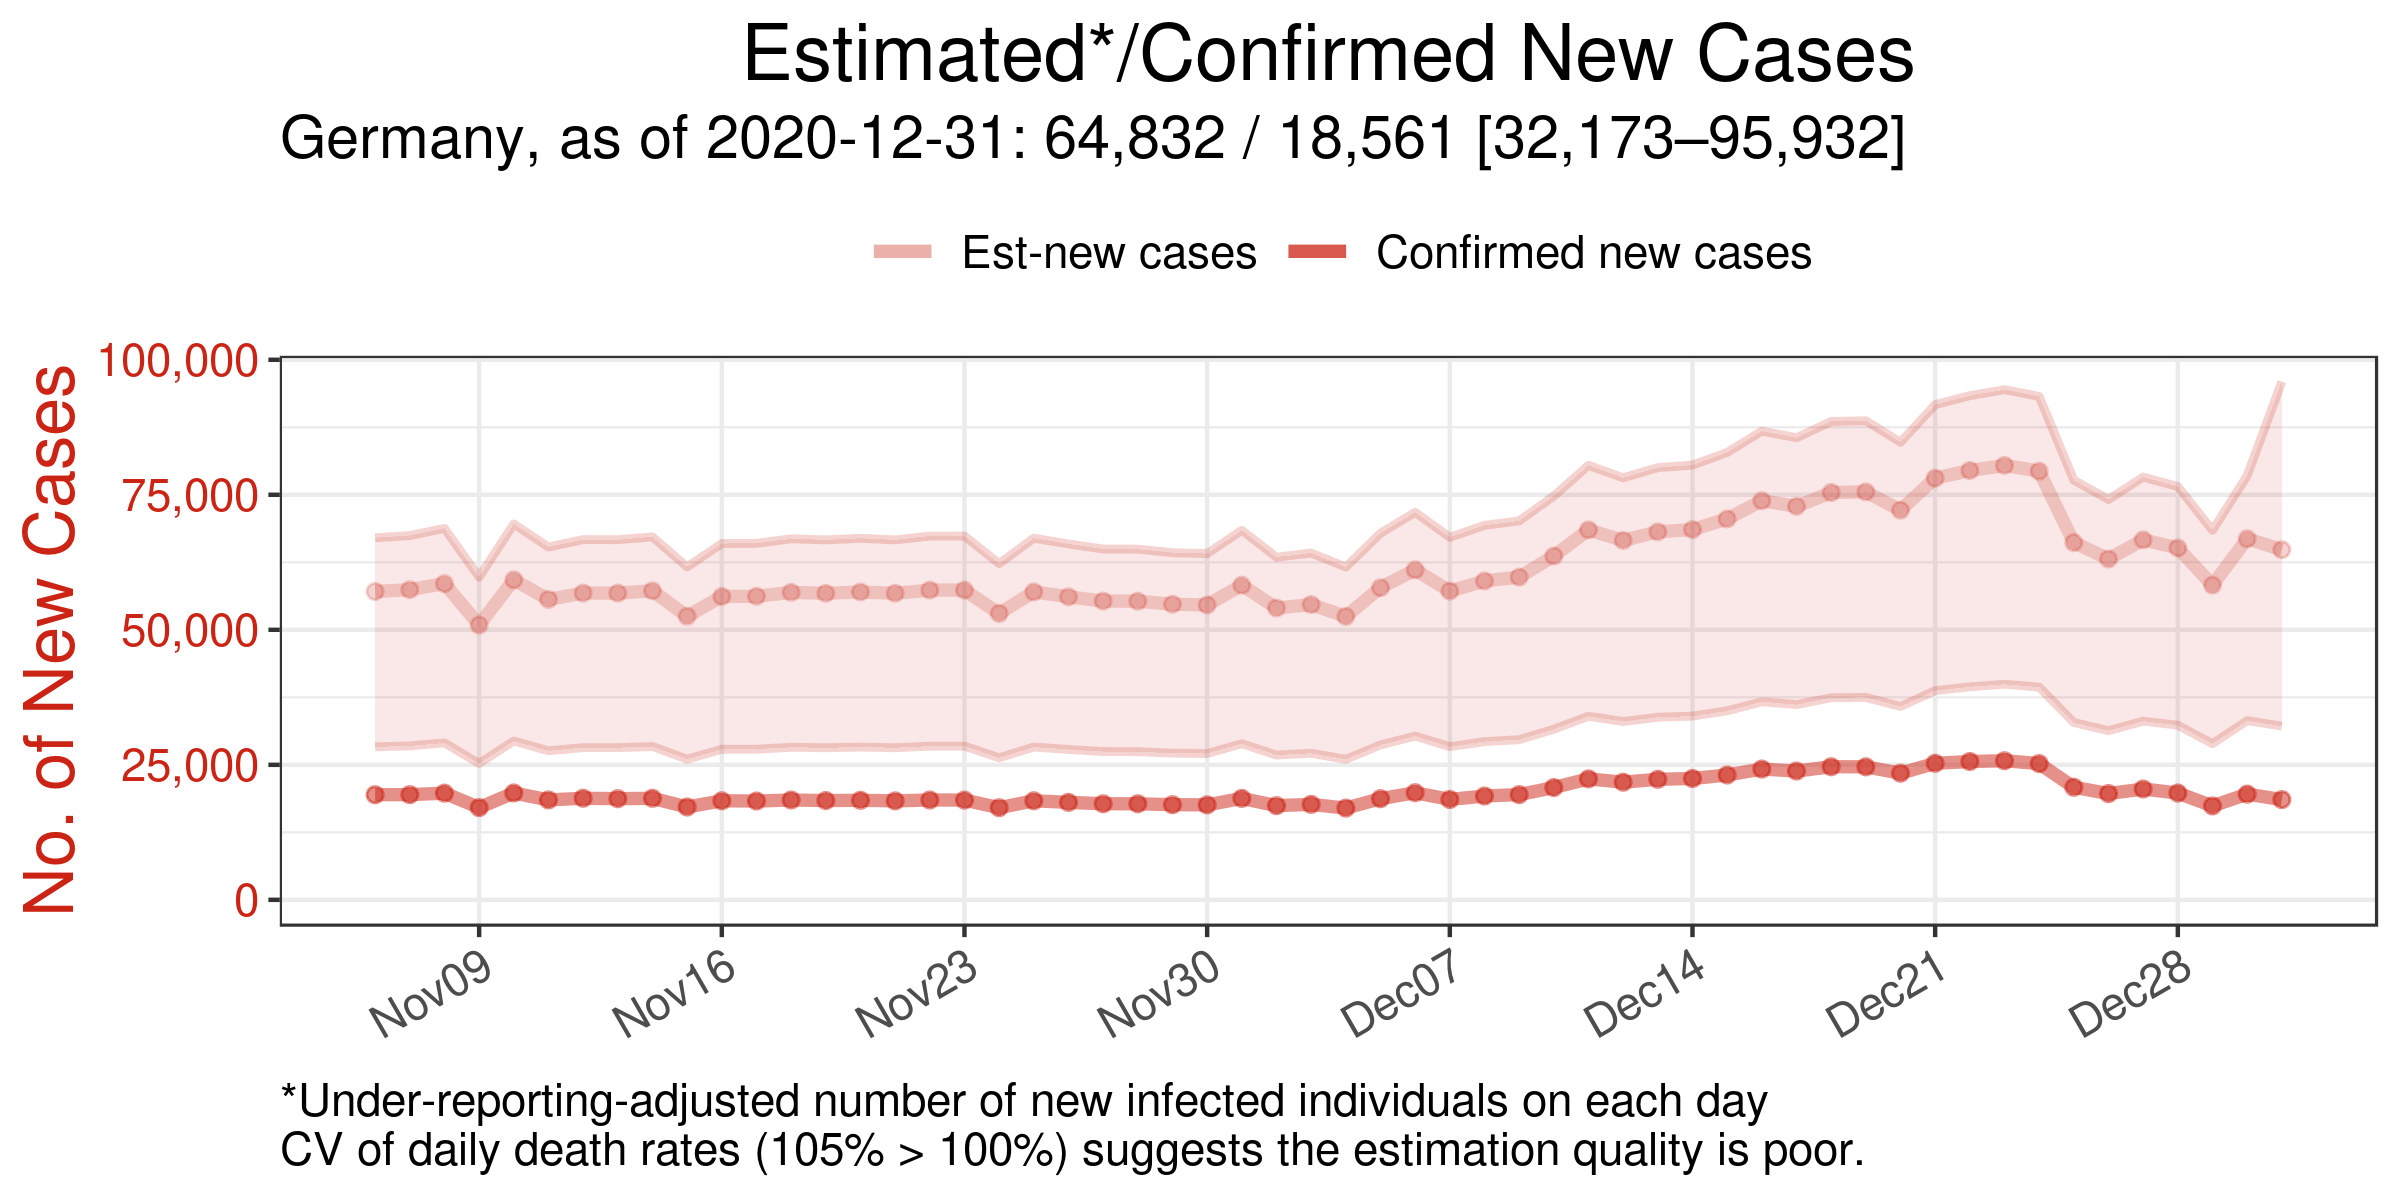 Estimated*/Confirmed New Cases
Germany, as of 2020-12-31: 64,832 / 18,561 [32,173–95,932]
Est-new cases
Confirmed new cases
No. of New Cases
100,000
75,000
50,000
25,000
0
Nov09
Nov16
Nov23
Nov30
Dec07
Dec14
Dec21
Dec28
*Under-reporting-adjusted number of new infected individuals on each day
CV of daily death rates (105% > 100%) suggests the estimation quality is poor.